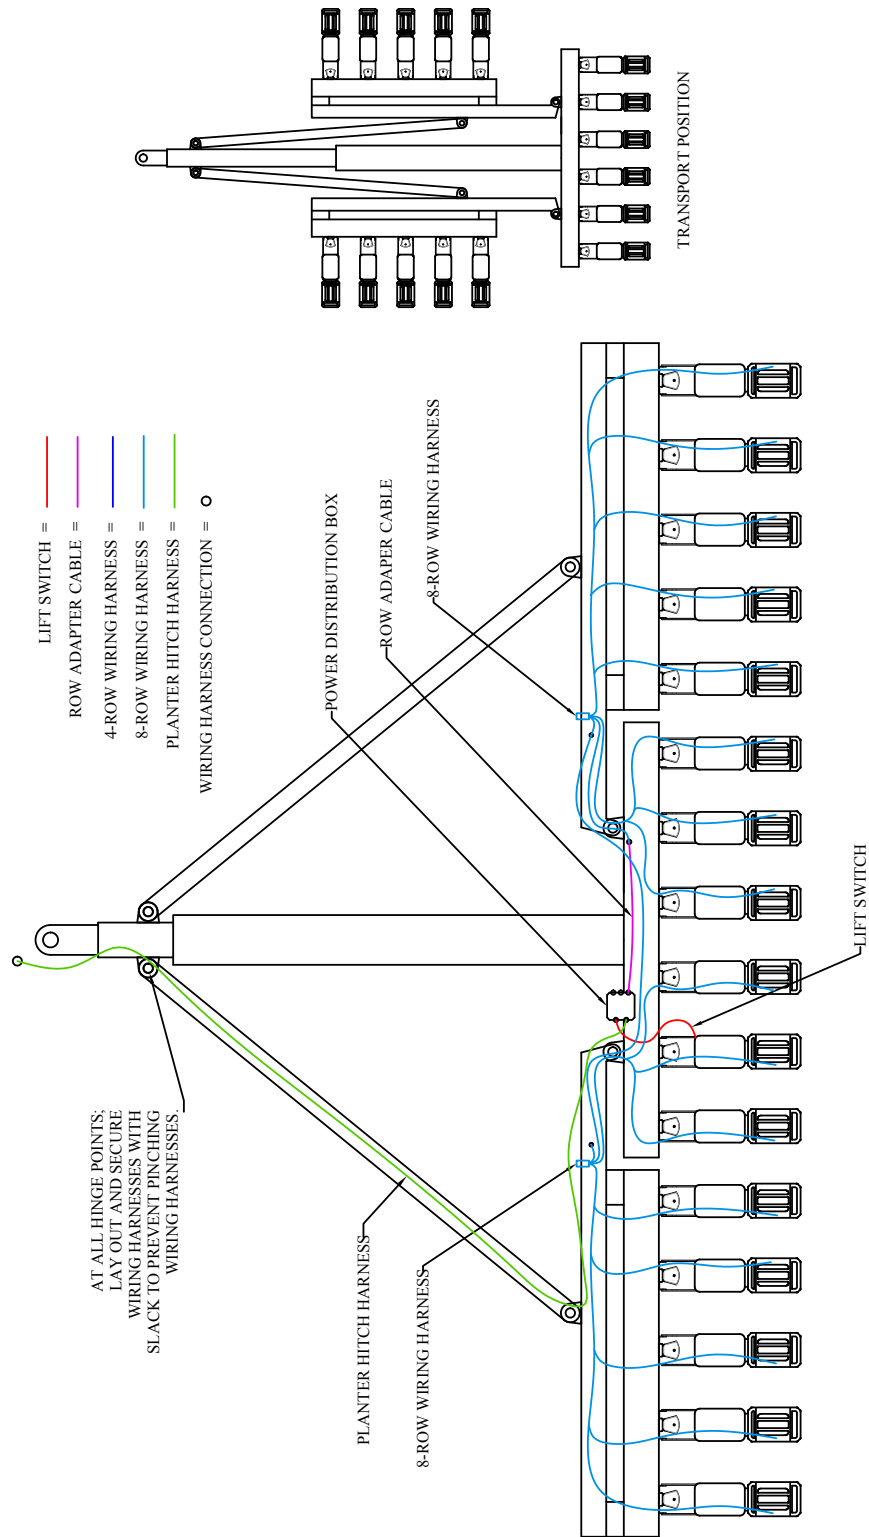 TRANSPORT POSITION
LIFT SWITCH =
ROW ADAPTER CABLE =
4-ROW WIRING HARNESS =
8-ROW WIRING HARNESS =
PLANTER HITCH HARNESS =
WIRING HARNESS CONNECTION =
POWER DISTRIBUTION BOX
ROW ADAPER CABLE
8-ROW WIRING HARNESS
LIFT SWITCH
AT ALL HINGE POINTS;
LAY OUT AND SECURE
WIRING HARNESSES WITH
SLACK TO PREVENT PINCHING
WIRING HARNESSES.
PLANTER HITCH HARNESS
8-ROW WIRING HARNESS